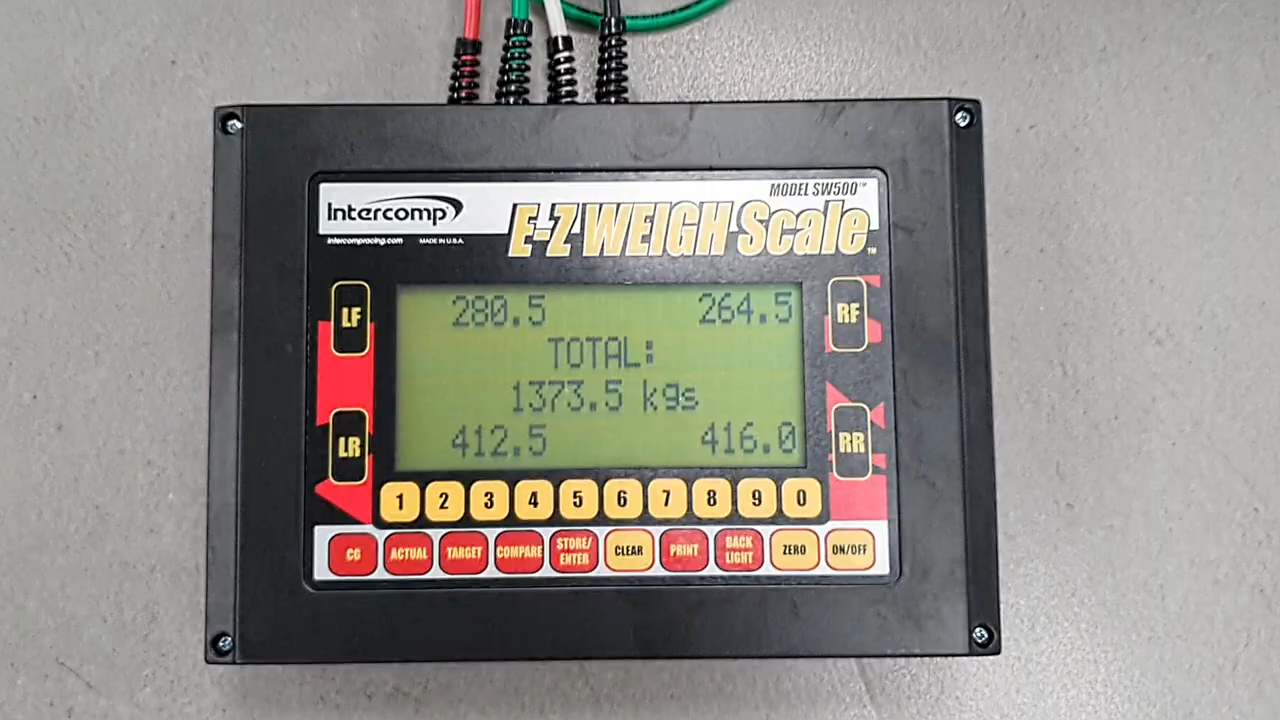 MODEL SW500™
Intercomp®
E-Z WEIGH Scale™
intercompracing.com MADE IN U.S.A.
LF 280.5 264.5 RF
TOTAL:
1373.5 kgs
LR 412.5 416.0 RR
1 2 3 4 5 6 7 8 9 0
CG ACTUAL TARGET COMPARE STORE/ENTER CLEAR PRINT BACK LIGHT ZERO ON/OFF